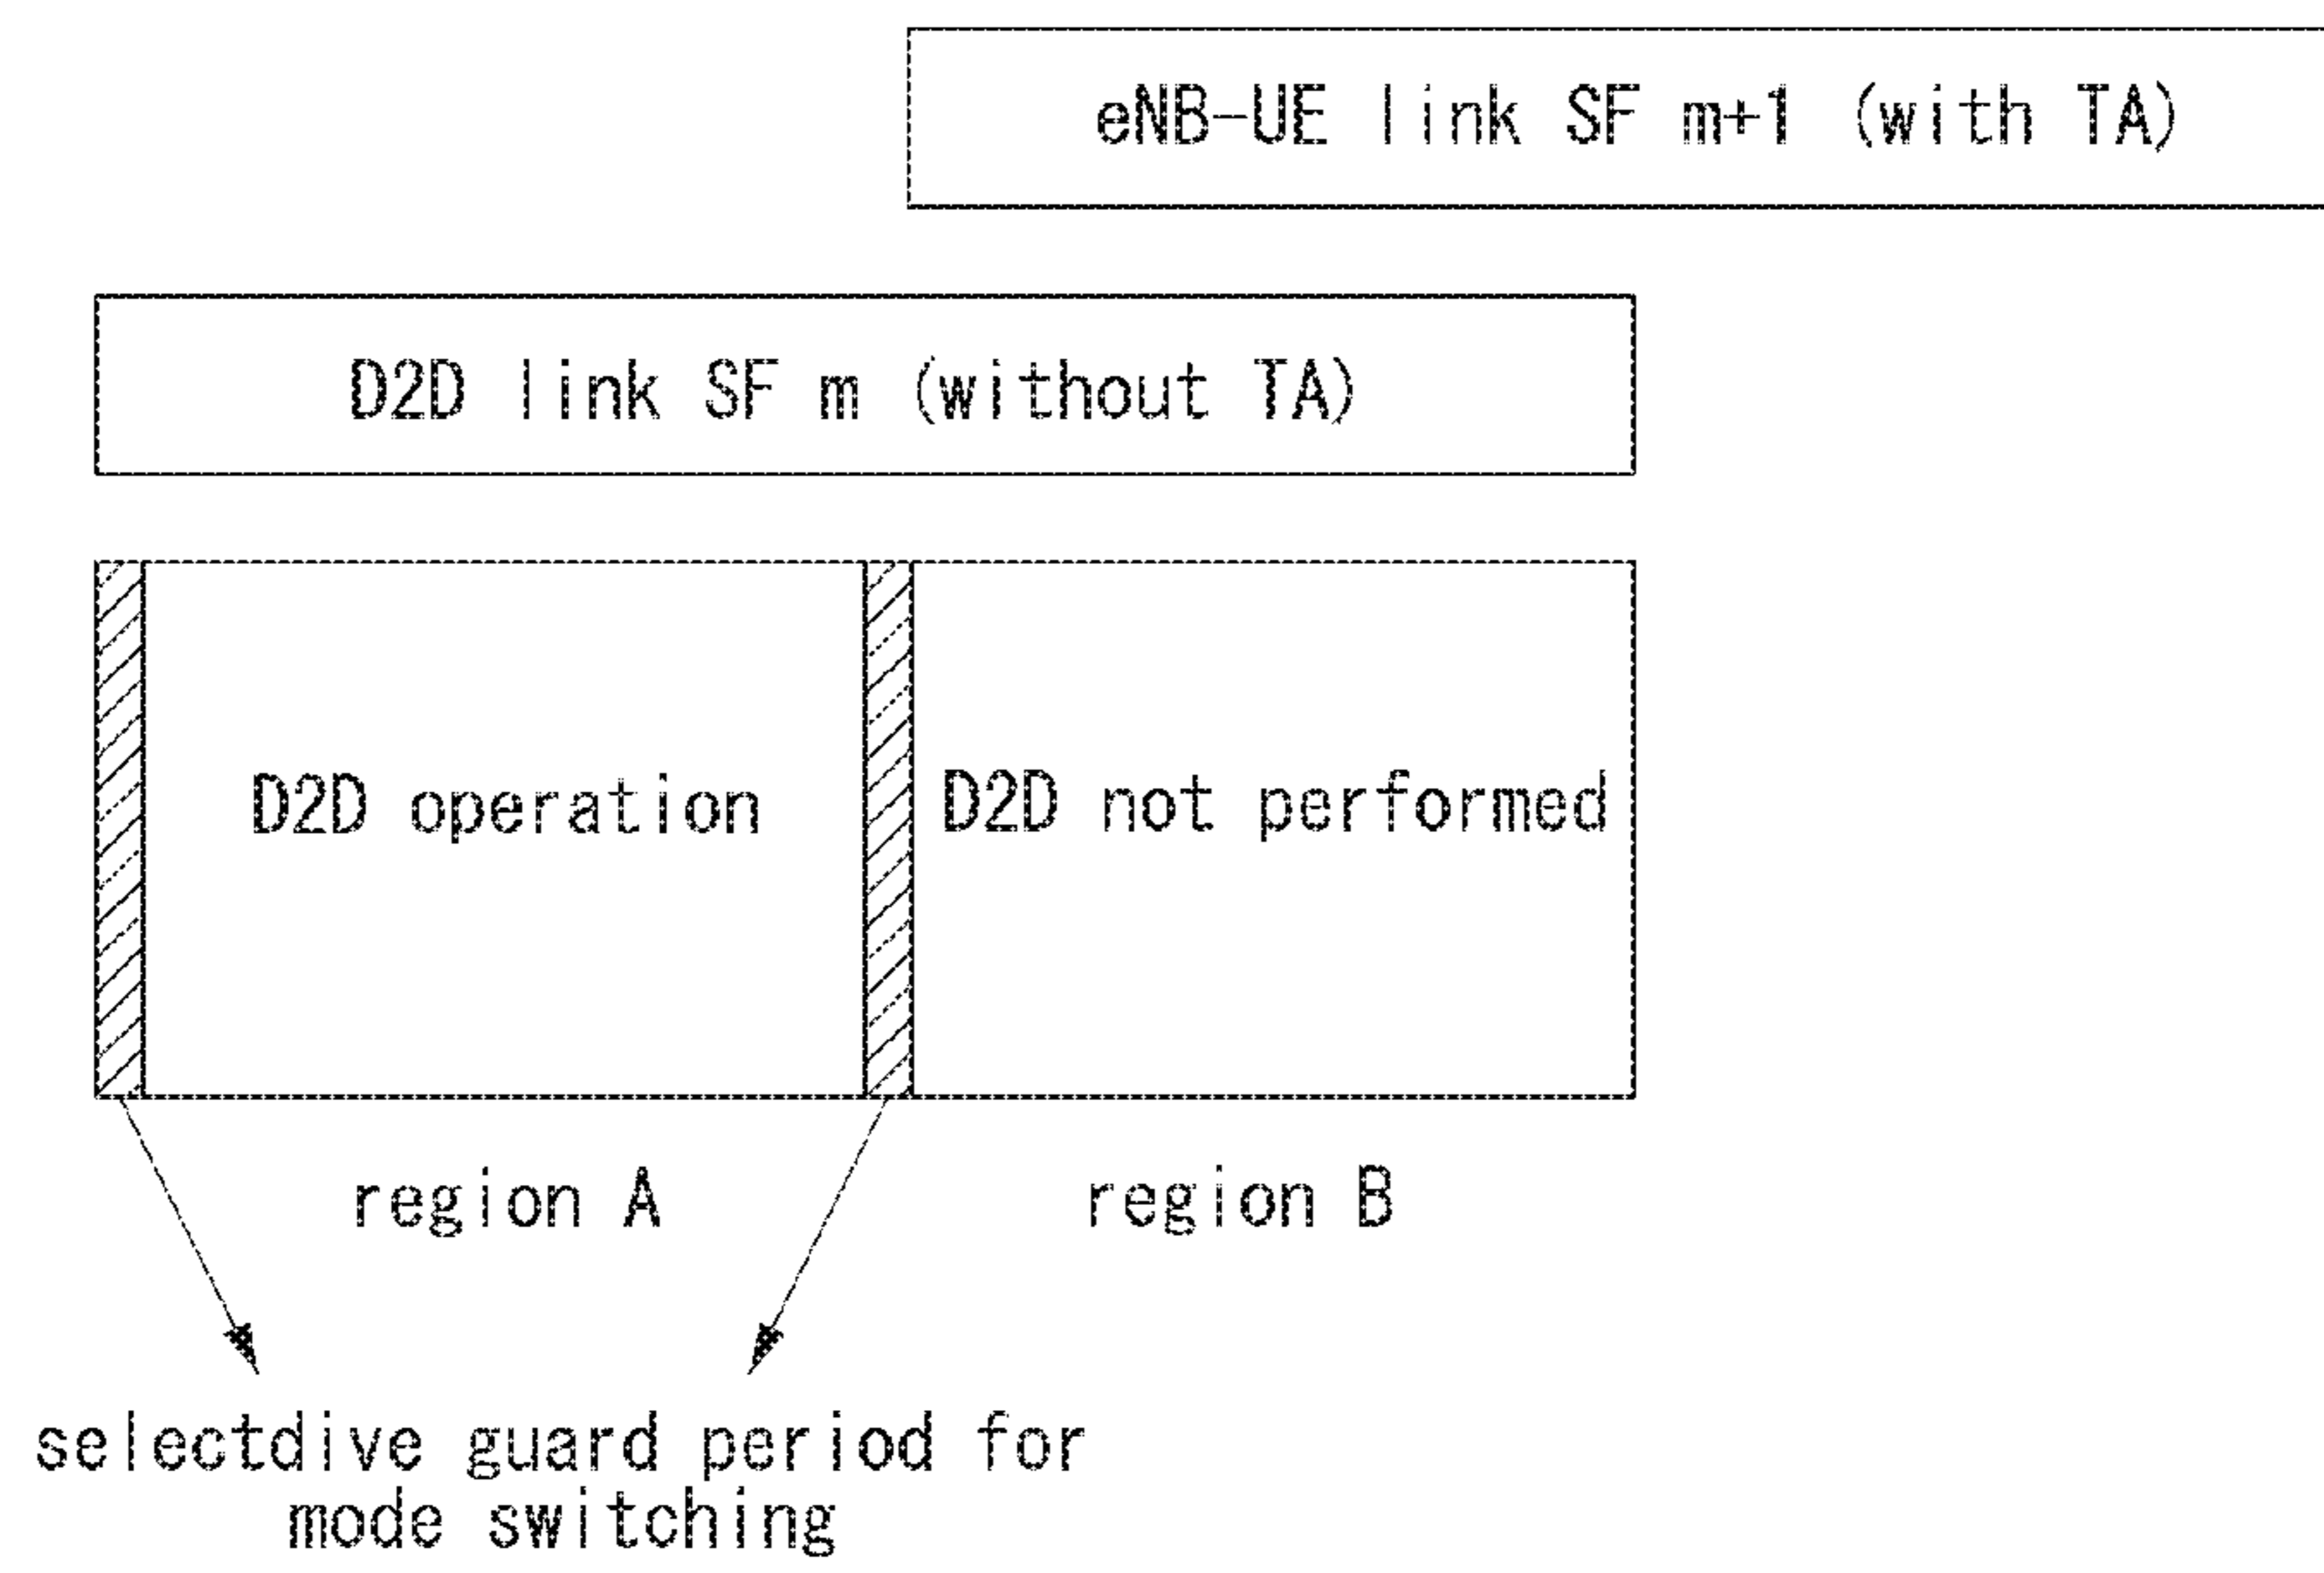 eNB-UE link SF m+1 (with TA)
D2D link SF m (without TA)
D2D operation
D2D not performed
region A
region B
selectdive guard period for
mode switching